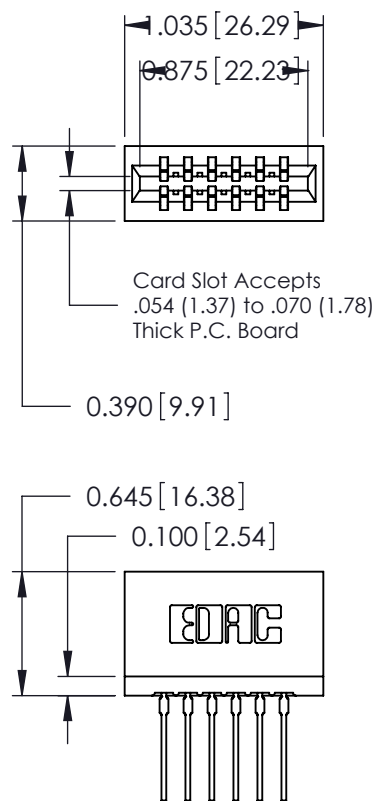 1.035 [26.29]
0.875 [22.23]
Card Slot Accepts
.054 (1.37) to .070 (1.78)
Thick P.C. Board
0.390 [9.91]
0.645 [16.38]
0.100 [2.54]
EDAC